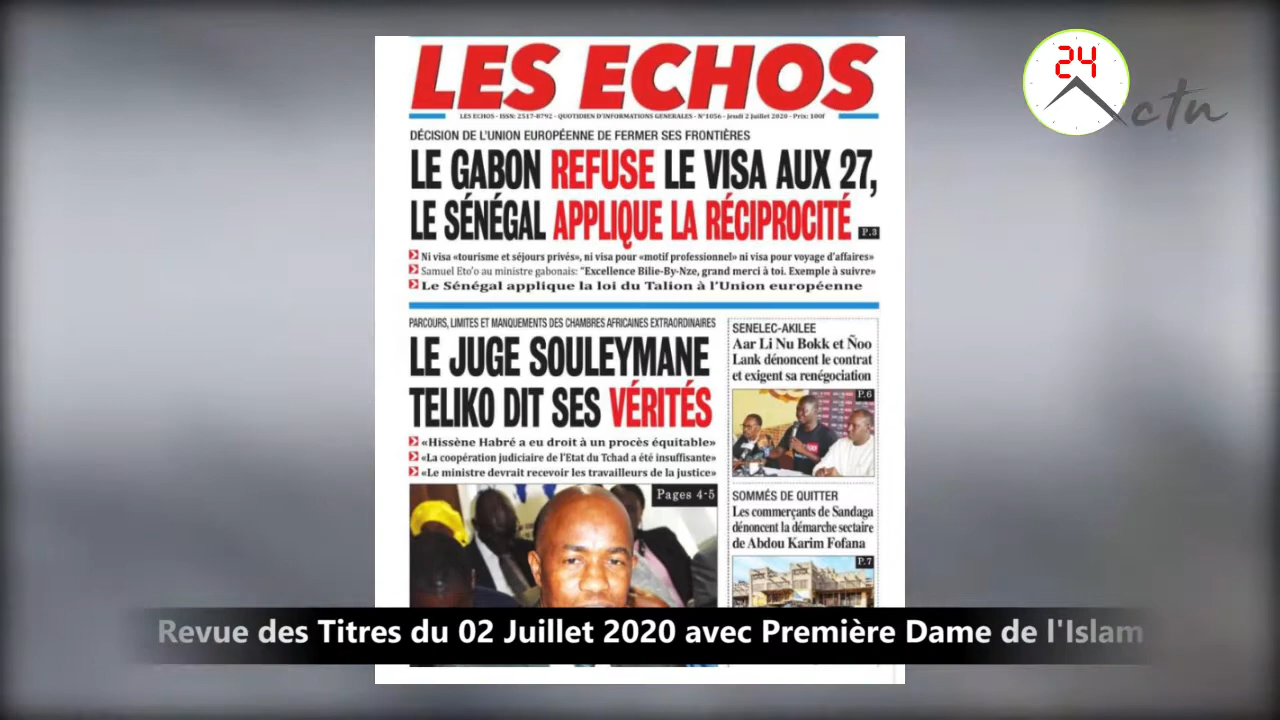 24
Actu
LES ECHOS
LES ECHOS - ISSN: 2517-8792 - QUOTIDIEN D'INFORMATIONS GENERALES - N°1056 - Jeudi 2 Juillet 2020 - Prix: 100f
DÉCISION DE L'UNION EUROPÉENNE DE FERMER SES FRONTIÈRES
LE GABON REFUSE LE VISA AUX 27,
LE SÉNÉGAL APPLIQUE LA RÉCIPROCITÉ P.3
Ni visa «tourisme et séjours privés», ni visa pour «motif professionnel» ni visa pour voyage d'affaires»
Samuel Eto'o au ministre gabonais: "Excellence Bilie-By-Nze, grand merci à toi. Exemple à suivre»
Le Sénégal applique la loi du Talion à l'Union européenne
PARCOURS, LIMITES ET MANQUEMENTS DES CHAMBRES AFRICAINES EXTRAORDINAIRES
LE JUGE SOULEYMANE
TELIKO DIT SES VÉRITÉS
«Hissène Habré a eu droit à un procès équitable»
«La coopération judiciaire de l'Etat du Tchad a été insuffisante»
«Le ministre devrait recevoir les travailleurs de la justice»
Pages 4-5
SENELEC-AKILEE
Aar Li Nu Bokk et Ñoo
Lank dénoncent le contrat
et exigent sa renégociation
P.6
SOMMÉS DE QUITTER
Les commerçants de Sandaga
dénoncent la démarche sectaire
de Abdou Karim Fofana
P.7
Revue des Titres du 02 Juillet 2020 avec Première Dame de l'Islam